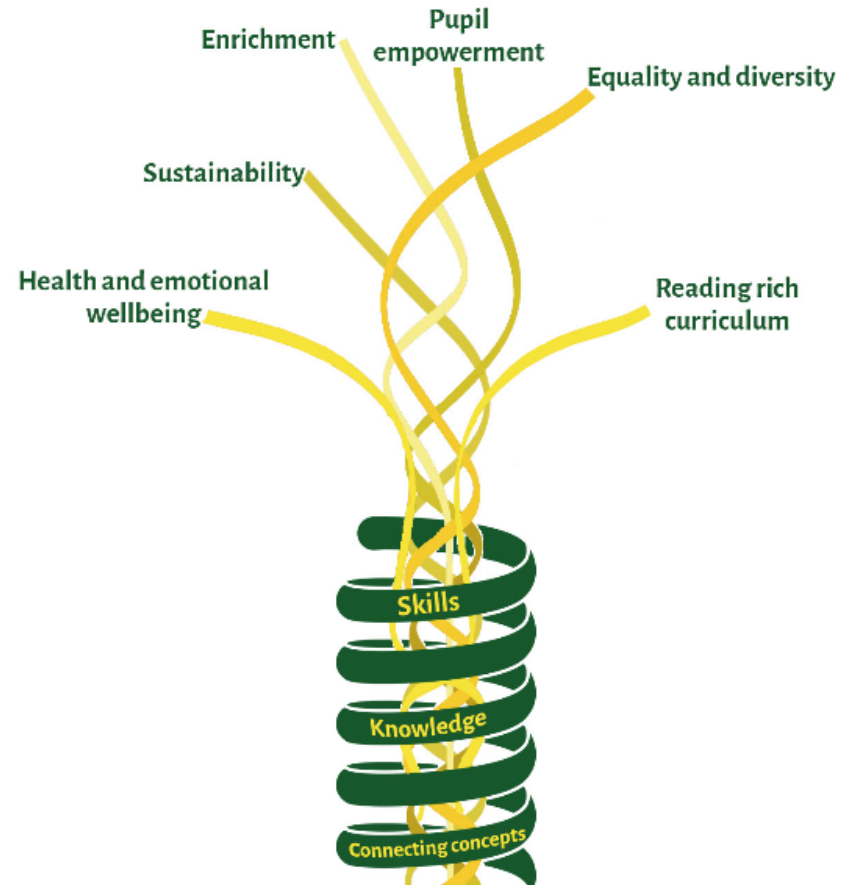 Enrichment
Pupil
empowerment
Equality and diversity
Sustainability
Health and emotional
wellbeing
Reading rich
curriculum
Skills
Knowledge
Connecting concepts